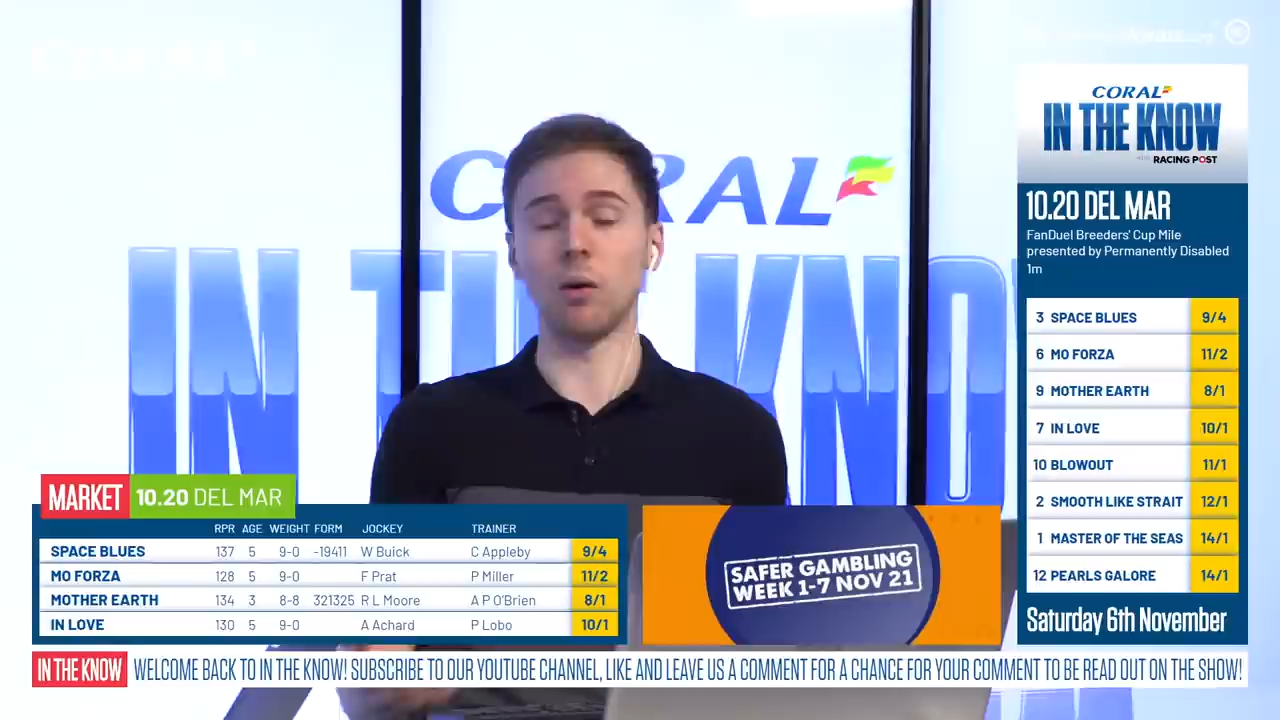 CORAL
IN THE KNOW
CORAL
IN THE KNOW
WITH RACING POST
10.20 DEL MAR
FanDuel Breeders' Cup Mile
presented by Permanently Disabled
1m
3 SPACE BLUES 9/4
6 MO FORZA 11/2
9 MOTHER EARTH 8/1
7 IN LOVE 10/1
10 BLOWOUT 11/1
2 SMOOTH LIKE STRAIT 12/1
1 MASTER OF THE SEAS 14/1
12 PEARLS GALORE 14/1
Saturday 6th November
MARKET 10.20 DEL MAR
RPR AGE WEIGHT FORM JOCKEY TRAINER
SPACE BLUES 137 5 9-0 -19411 W Buick C Appleby 9/4
MO FORZA 128 5 9-0 F Prat P Miller 11/2
MOTHER EARTH 134 3 8-8 321325 R L Moore A P O'Brien 8/1
IN LOVE 130 5 9-0 A Achard P Lobo 10/1
SAFER GAMBLING
WEEK 1-7 NOV 21
IN THE KNOW WELCOME BACK TO IN THE KNOW! SUBSCRIBE TO OUR YOUTUBE CHANNEL, LIKE AND LEAVE US A COMMENT FOR A CHANCE FOR YOUR COMMENT TO BE READ OUT ON THE SHOW!